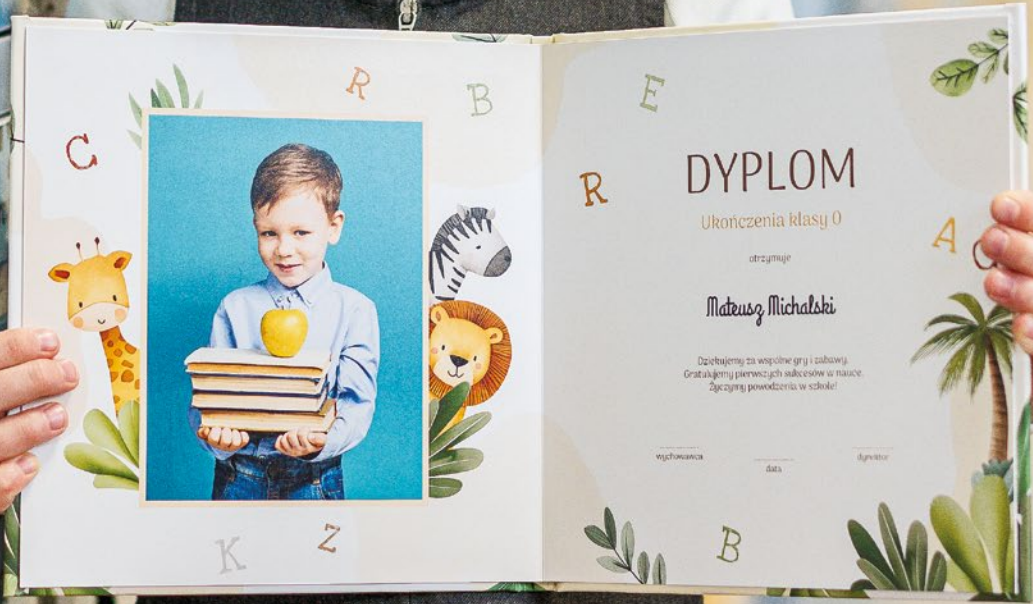 R
B
C
K
Z
E
R
A
B
DYPLOM
Ukończenia klasy 0
otrzymuje
Mateusz Michalski
Dziękujemy za wspólne gry i zabawy.
Gratulujemy pierwszych sukcesów w nauce.
Życzymy powodzenia w szkole!
wychowawca
data
dyrektor